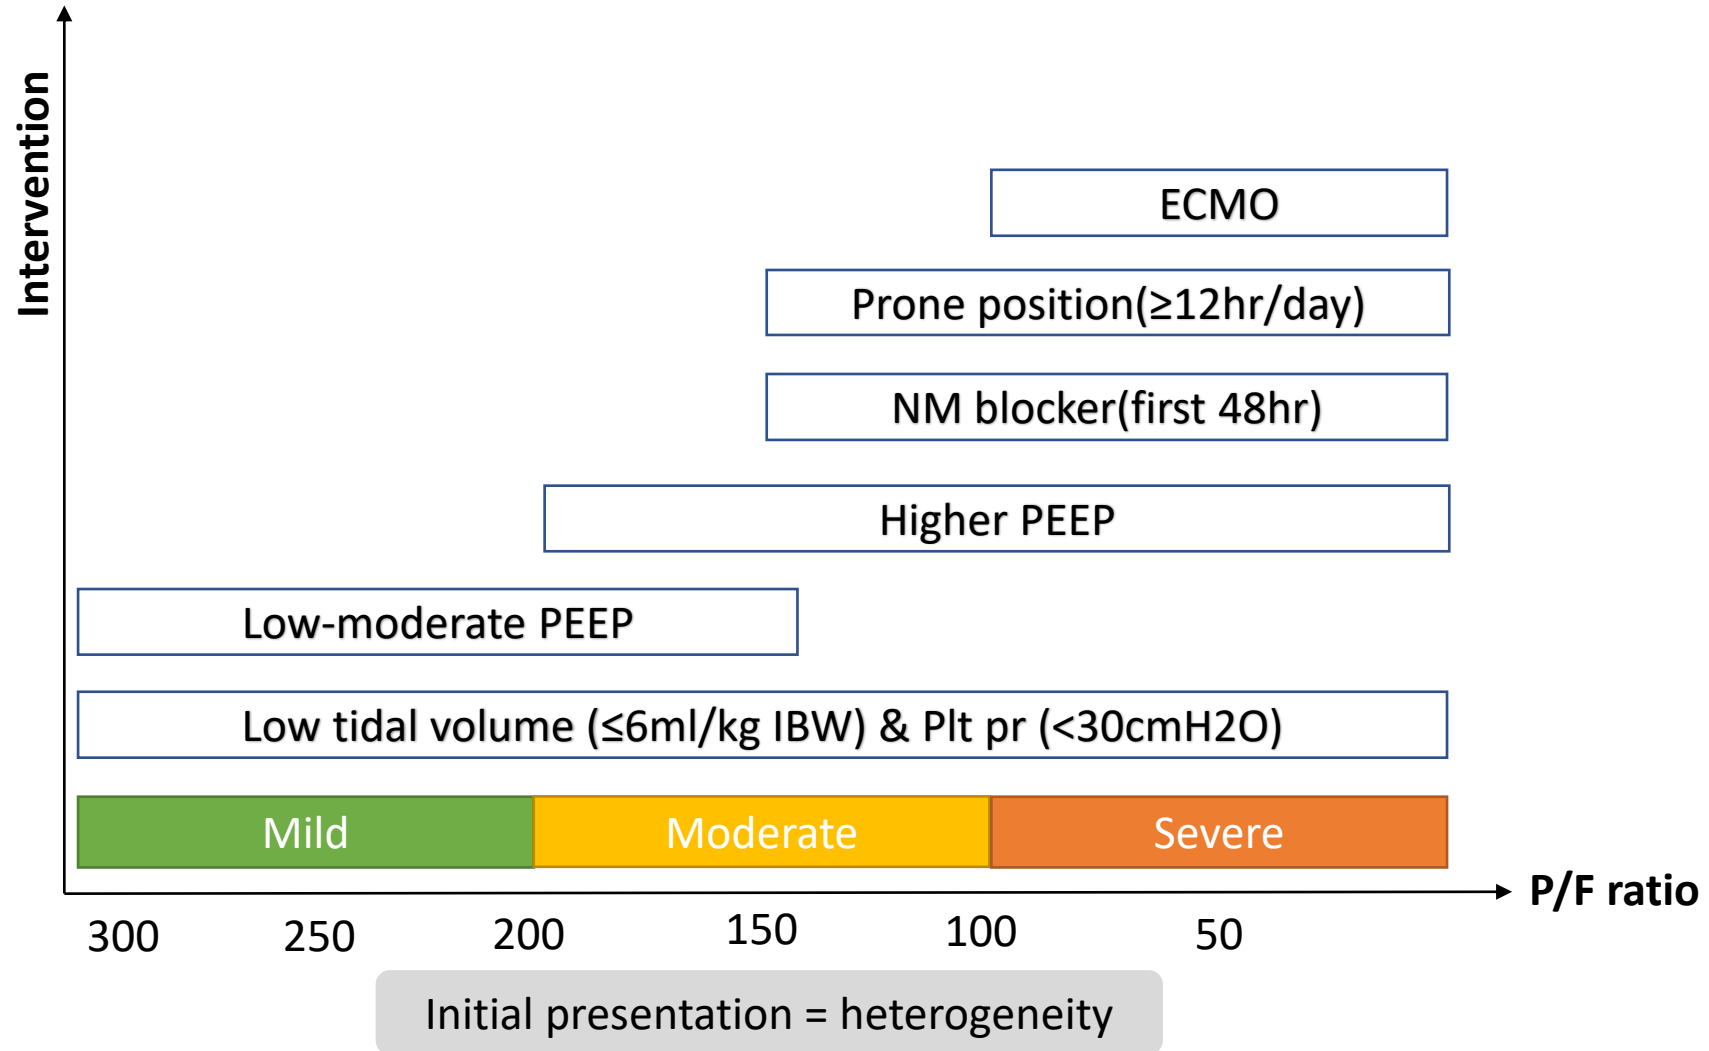 Intervention
ECMO
Prone position(≥12hr/day)
NM blocker(first 48hr)
Higher PEEP
Low-moderate PEEP
Low tidal volume (≤6ml/kg IBW) & Plt pr (<30cmH2O)
Mild Moderate Severe
P/F ratio
300 250 200 150 100 50
Initial presentation = heterogeneity